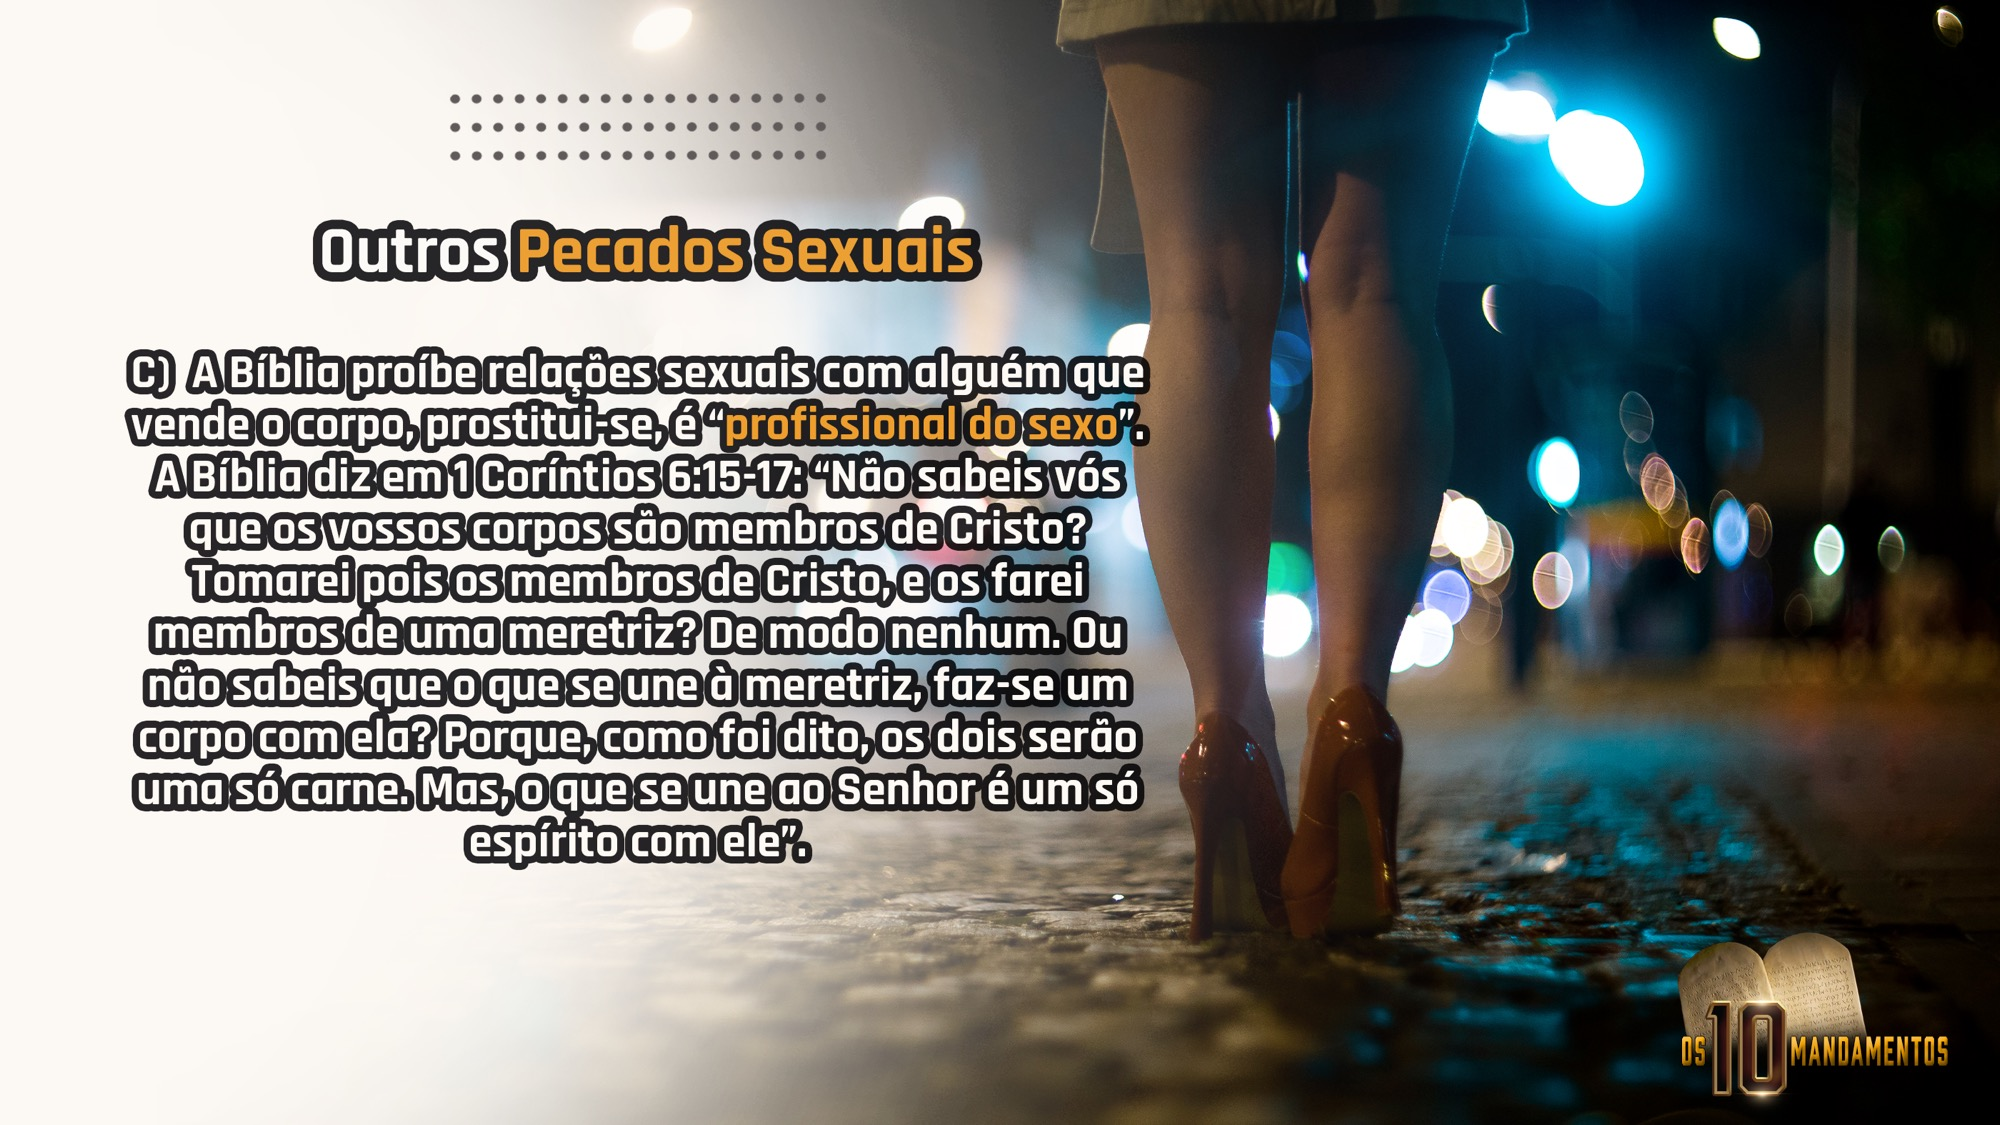 Outros Pecados Sexuais
C) A Bíblia proíbe relações sexuais com alguém que
vende o corpo, prostitui-se, é “profissional do sexo”.
A Bíblia diz em 1 Coríntios 6:15-17: “Não sabeis vós
que os vossos corpos são membros de Cristo?
Tomarei pois os membros de Cristo, e os farei
membros de uma meretriz? De modo nenhum. Ou
não sabeis que o que se une à meretriz, faz-se um
corpo com ela? Porque, como foi dito, os dois serão
uma só carne. Mas, o que se une ao Senhor é um só
espírito com ele”.
OS 10 MANDAMENTOS